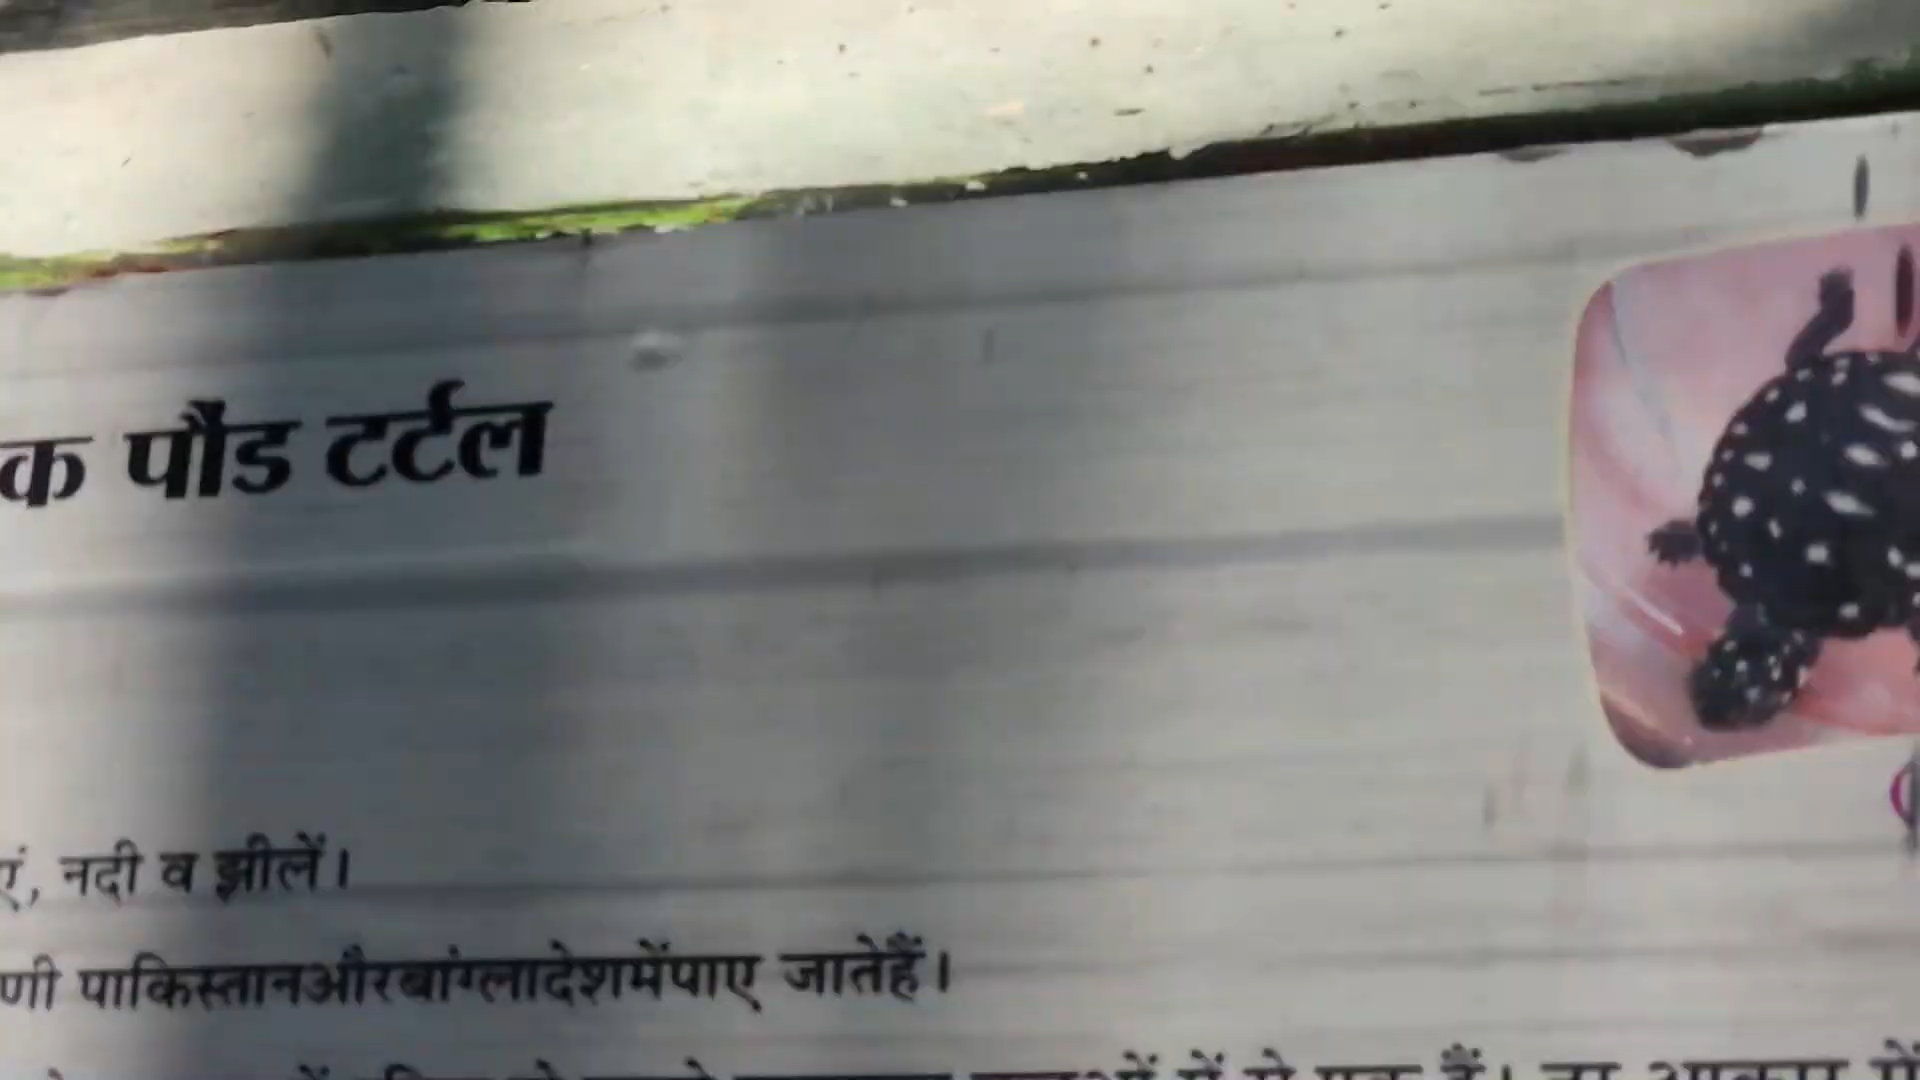 क पौंड टर्टल
एं, नदी व झीलें।
णी पाकिस्तानऔरबांग्लादेशमेंपाए जातेहैं।